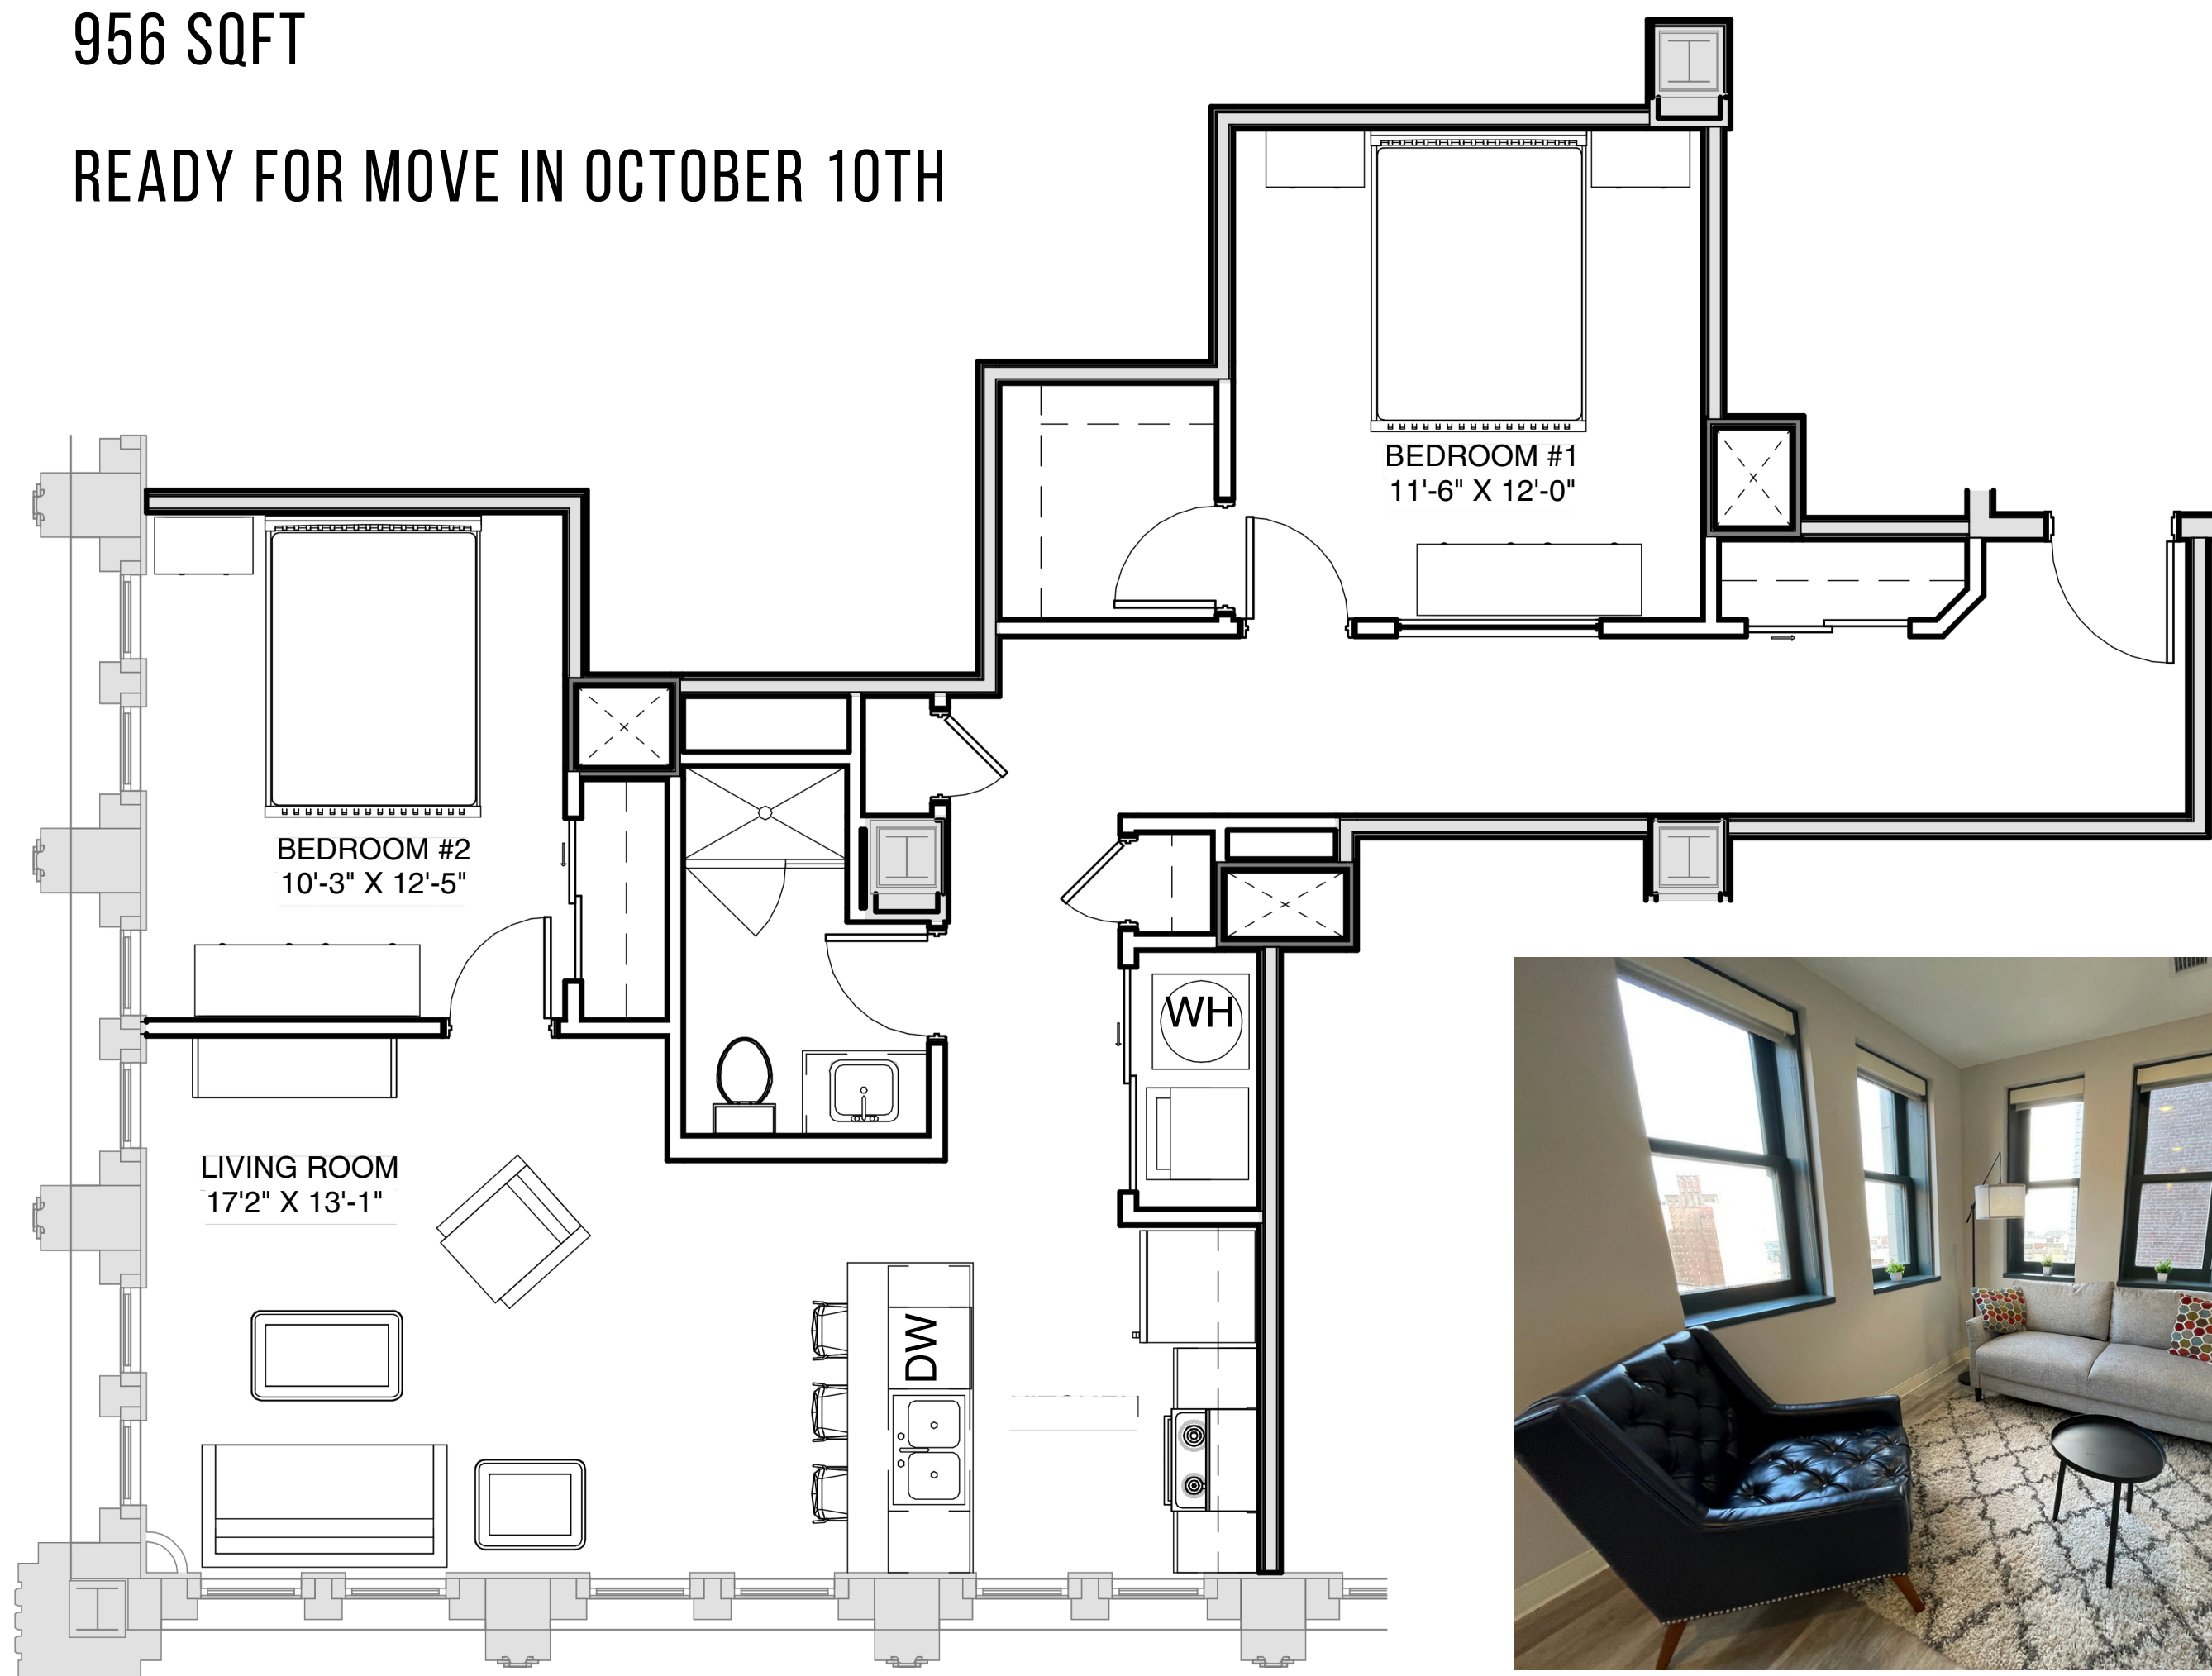 956 SQFT
READY FOR MOVE IN OCTOBER 10TH
BEDROOM #1
11'-6" X 12'-0"
BEDROOM #2
10'-3" X 12'-5"
WH
LIVING ROOM
17'2" X 13'-1"
DW